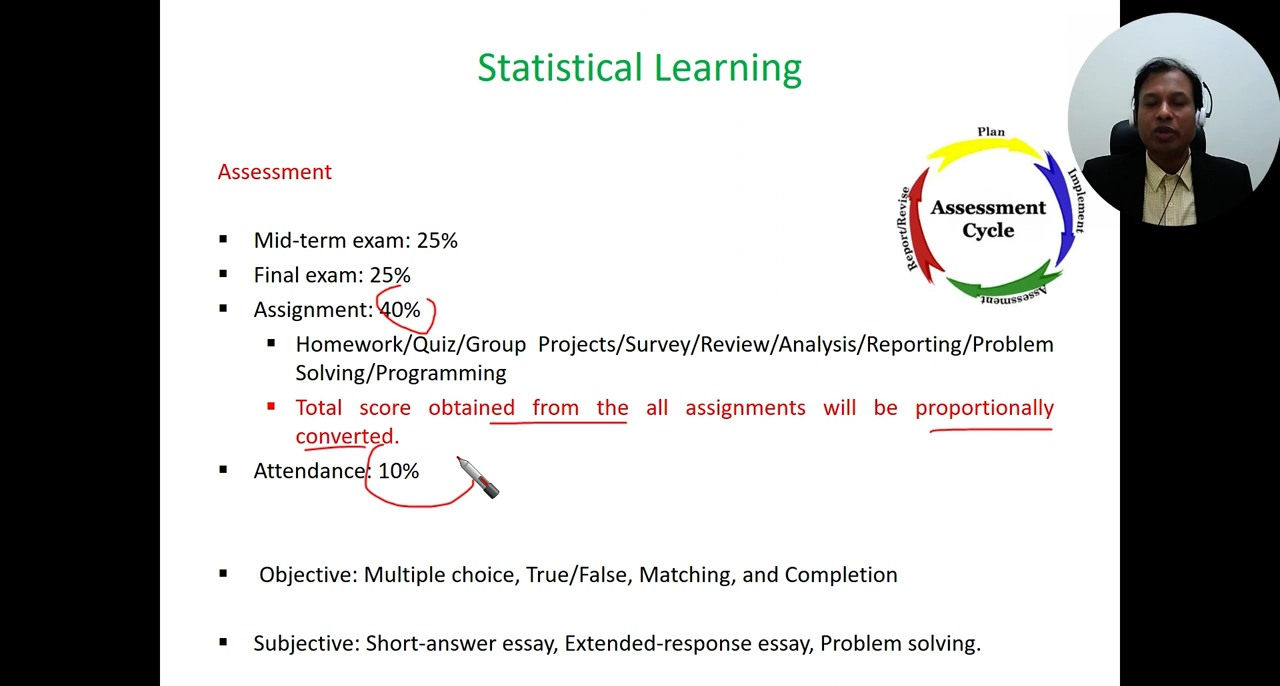 Statistical Learning
Assessment
▪ Mid-term exam: 25%
▪ Final exam: 25%
▪ Assignment: 40%
▪ Homework/Quiz/Group Projects/Survey/Review/Analysis/Reporting/Problem
Solving/Programming
▪ Total score obtained from the all assignments will be proportionally
converted.
▪ Attendance: 10%
▪ Objective: Multiple choice, True/False, Matching, and Completion
▪ Subjective: Short-answer essay, Extended-response essay, Problem solving.
Plan
Implement
Assessment
Report/Revise
Assessment
Cycle